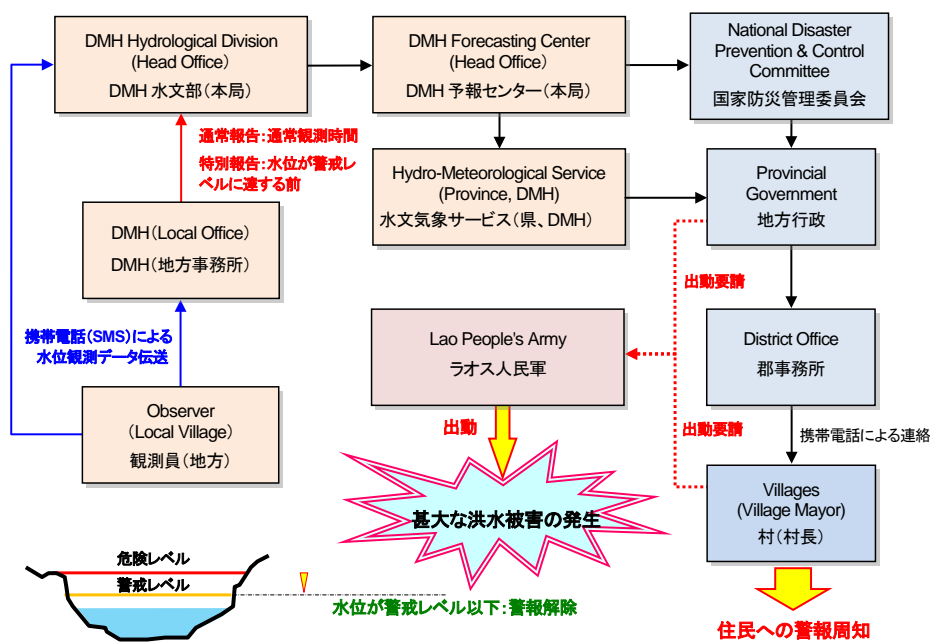 DMH Hydrological Division
(Head Office)
DMH 水文部(本局)
DMH Forecasting Center
(Head Office)
DMH 予報センター(本局)
National Disaster
Prevention & Control
Committee
国家防災管理委員会
通常報告:通常観測時間
特別報告:水位が警戒レ
ベルに達する前
Hydro-Meteorological Service
(Province, DMH)
水文気象サービス(県、DMH)
Provincial
Government
地方行政
DMH(Local Office)
DMH(地方事務所)
出動要請
携帯電話(SMS)による
水位観測データ伝送
Lao People's Army
ラオス人民軍
District Office
郡事務所
Observer
(Local Village)
観測員(地方)
出動
出動要請
携帯電話による連絡
甚大な洪水被害の発生
Villages
(Village Mayor)
村(村長)
危険レベル
警戒レベル
水位が警戒レベル以下:警報解除
住民への警報周知